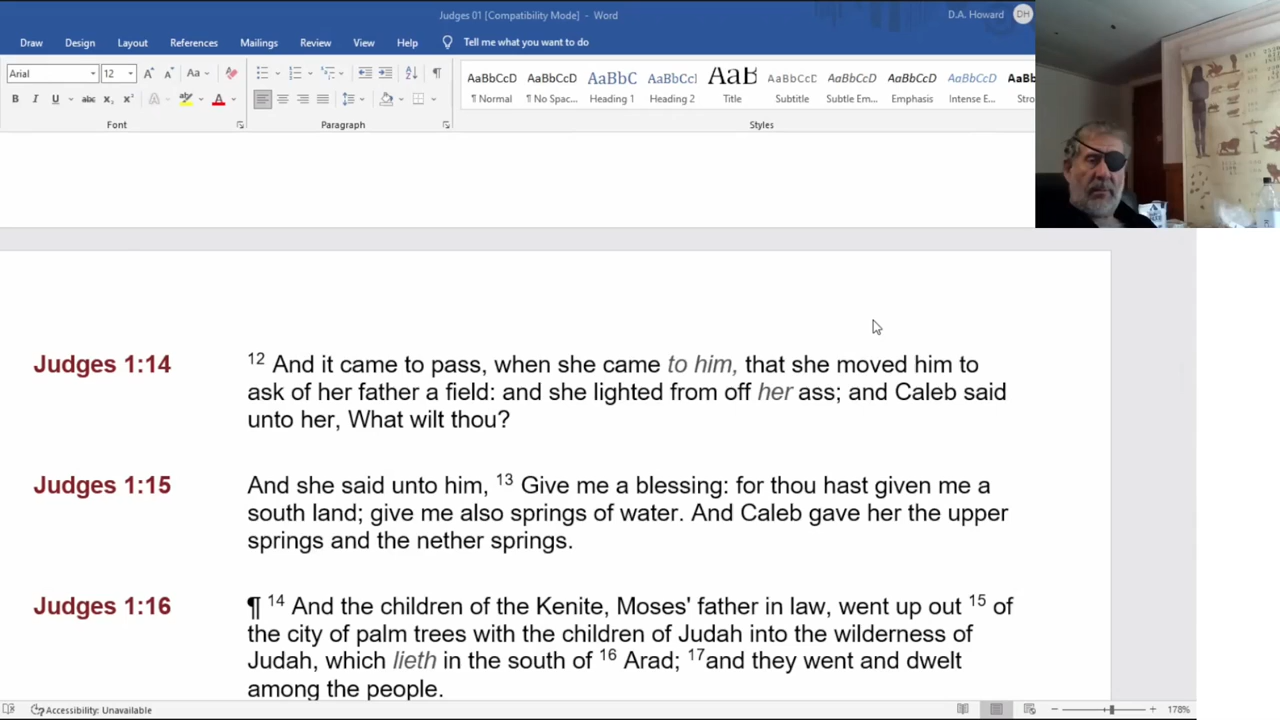 Judges 01 [Compatibility Mode] - Word
D.A. Howard DH
Draw Design Layout References Mailings Review View Help Tell me what you want to do
Arial 12 Aa
AaBbCcD AaBbCcD AaBbC AaBbCcI AaB AaBbCcD AaBbCcD AaBbCcD AaBbCcD
¶ Normal ¶ No Spac... Heading 1 Heading 2 Title Subtitle Subtle Em... Emphasis Intense E... Stro
Font Paragraph Styles
Judges 1:14 12 And it came to pass, when she came to him, that she moved him to
ask of her father a field: and she lighted from off her ass; and Caleb said
unto her, What wilt thou?
Judges 1:15 And she said unto him, 13 Give me a blessing: for thou hast given me a
south land; give me also springs of water. And Caleb gave her the upper
springs and the nether springs.
Judges 1:16 ¶ 14 And the children of the Kenite, Moses' father in law, went up out 15 of
the city of palm trees with the children of Judah into the wilderness of
Judah, which lieth in the south of 16 Arad; 17 and they went and dwelt
among the people.
Accessibility: Unavailable 178%